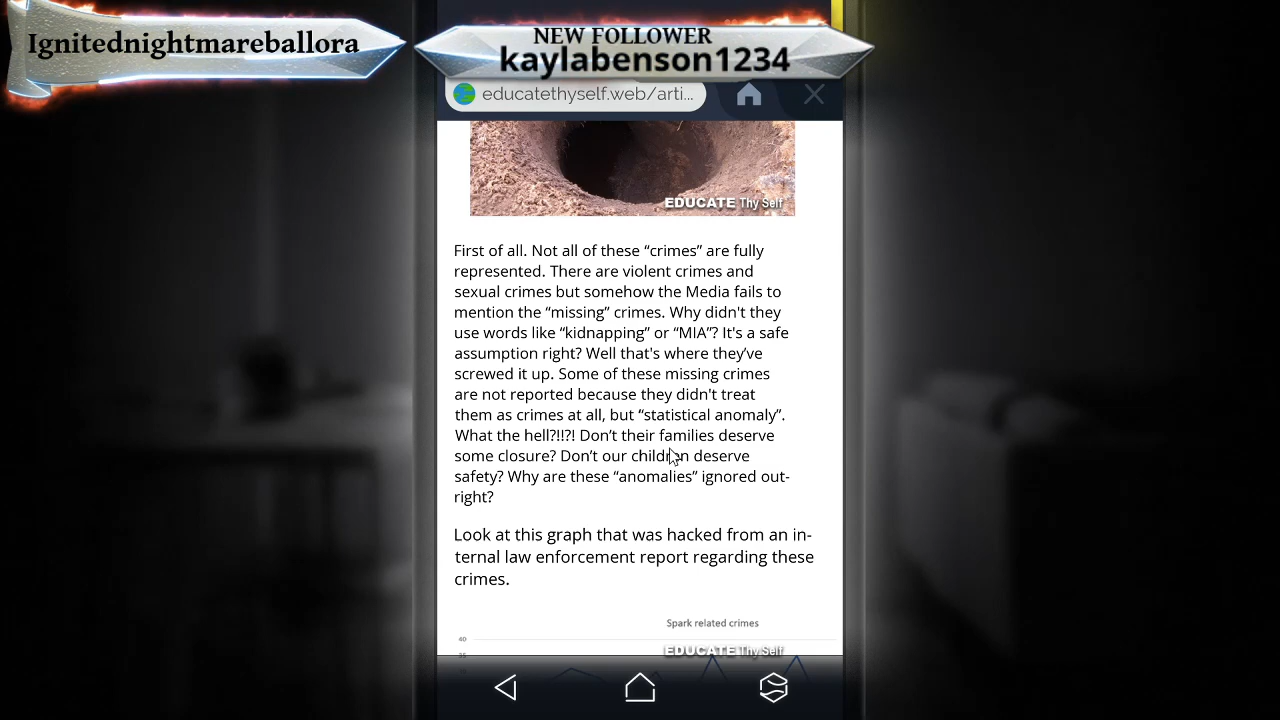 Ignitednightmareballora
NEW FOLLOWER
kaylabenson1234
educatethyself.web/arti...
EDUCATE Thy Self
First of all. Not all of these “crimes” are fully
represented. There are violent crimes and
sexual crimes but somehow the Media fails to
mention the “missing” crimes. Why didn't they
use words like “kidnapping” or “MIA”? It's a safe
assumption right? Well that's where they’ve
screwed it up. Some of these missing crimes
are not reported because they didn't treat
them as crimes at all, but “statistical anomaly”.
What the hell?!!?! Don’t their families deserve
some closure? Don’t our children deserve
safety? Why are these “anomalies” ignored out-
right?
Look at this graph that was hacked from an in-
ternal law enforcement report regarding these
crimes.
Spark related crimes
40
EDUCATE Thy Self
35